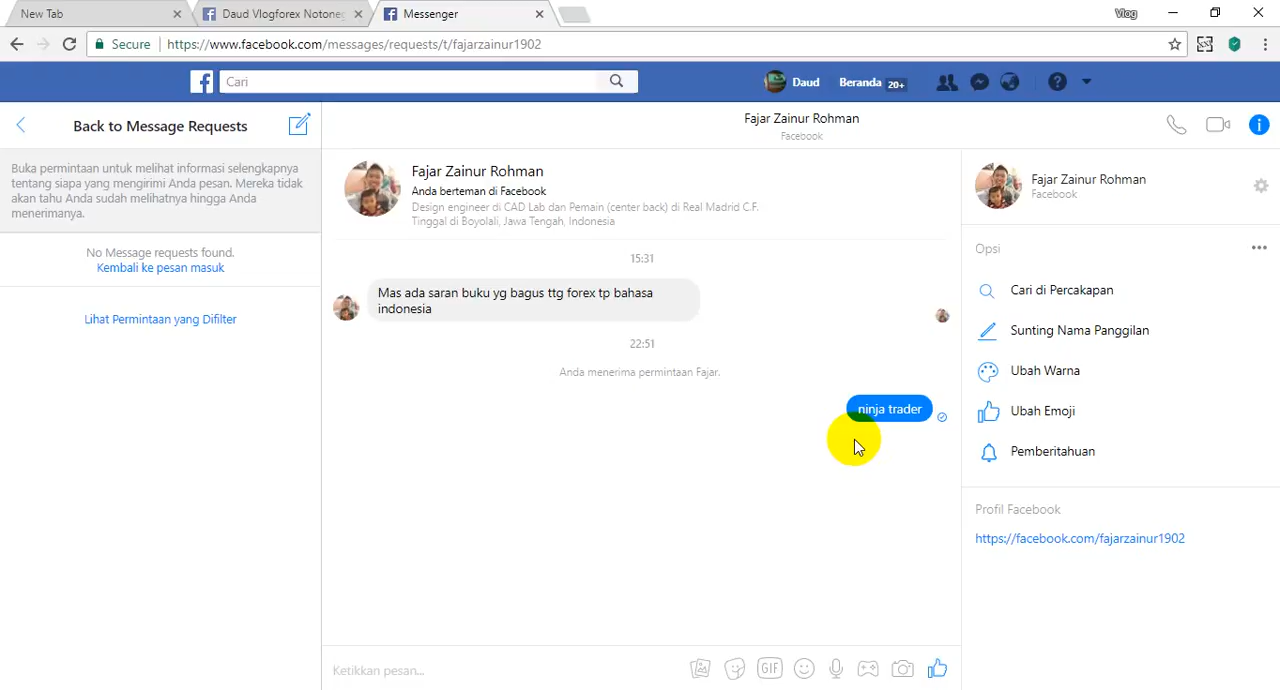 New Tab
Daud Vlogforex Notoneg
Messenger
Vlog
Secure
https://www.facebook.com/messages/requests/t/fajarzainur1902
Cari
Daud
Beranda 20+
Back to Message Requests
Buka permintaan untuk melihat informasi selengkapnya
tentang siapa yang mengirimi Anda pesan. Mereka tidak
akan tahu Anda sudah melihatnya hingga Anda
menerimanya.
No Message requests found.
Kembali ke pesan masuk
Lihat Permintaan yang Difilter
Fajar Zainur Rohman
Facebook
Fajar Zainur Rohman
Anda berteman di Facebook
Design engineer di CAD Lab dan Pemain (center back) di Real Madrid C.F.
Tinggal di Boyolali, Jawa Tengah, Indonesia
15:31
Mas ada saran buku yg bagus ttg forex tp bahasa
indonesia
22:51
Anda menerima permintaan Fajar.
ninja trader
Ketikkan pesan...
GIF
Fajar Zainur Rohman
Facebook
Opsi
Cari di Percakapan
Sunting Nama Panggilan
Ubah Warna
Ubah Emoji
Pemberitahuan
Profil Facebook
https://facebook.com/fajarzainur1902